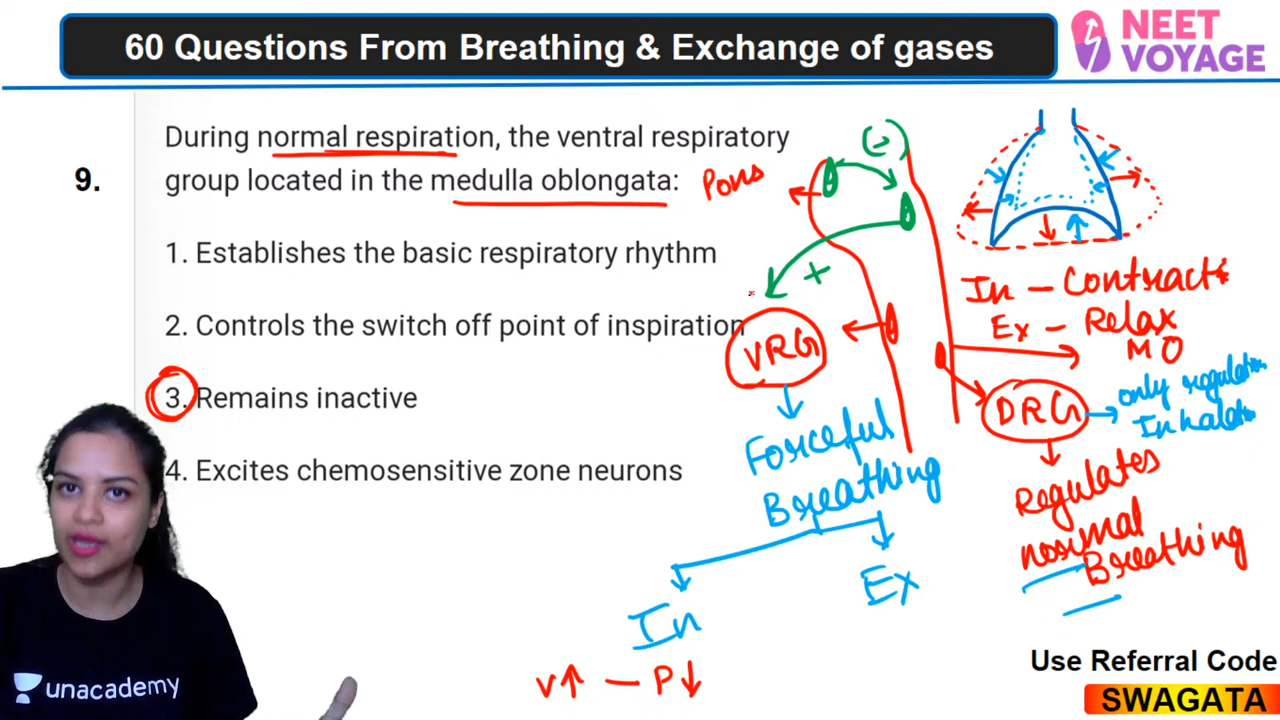 60 Questions From Breathing & Exchange of gases
NEET
VOYAGE
During normal respiration, the ventral respiratory
9.
group located in the medulla oblongata:
Pons
(-)
1. Establishes the basic respiratory rhythm
+
2. Controls the switch off point of inspiration
3. Remains inactive
4. Excites chemosensitive zone neurons
In - Contract
Ex - Relax
MO
VRG
Forceful
Breathing
In
Ex
V↑ - P↓
DRG
only regulation
Inhalation
Regulates
normal
Breathing
unacademy
Use Referral Code
SWAGATA